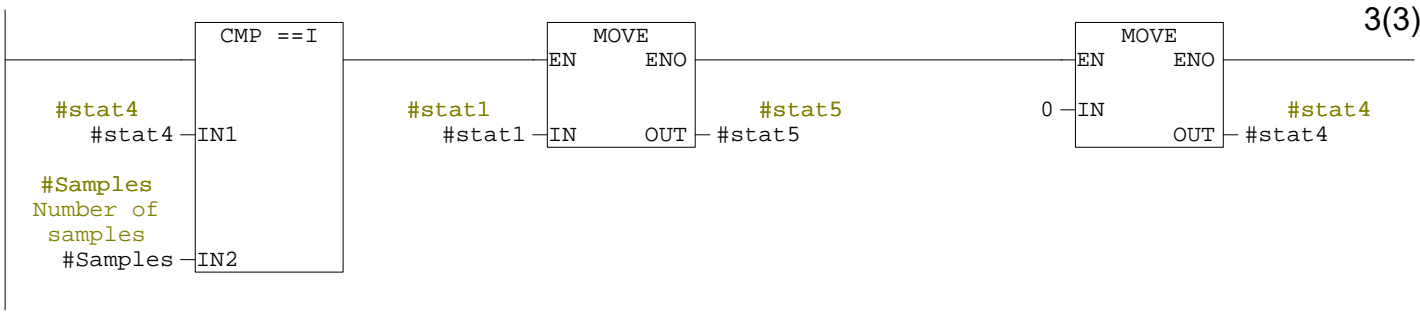 3(3)
CMP ==I
MOVE
MOVE
EN ENO
EN ENO
#stat4
#stat1
#stat5
0 IN
#stat4
#stat4 IN1
#stat1 IN OUT #stat5
OUT #stat4
#Samples
Number of
samples
#Samples IN2